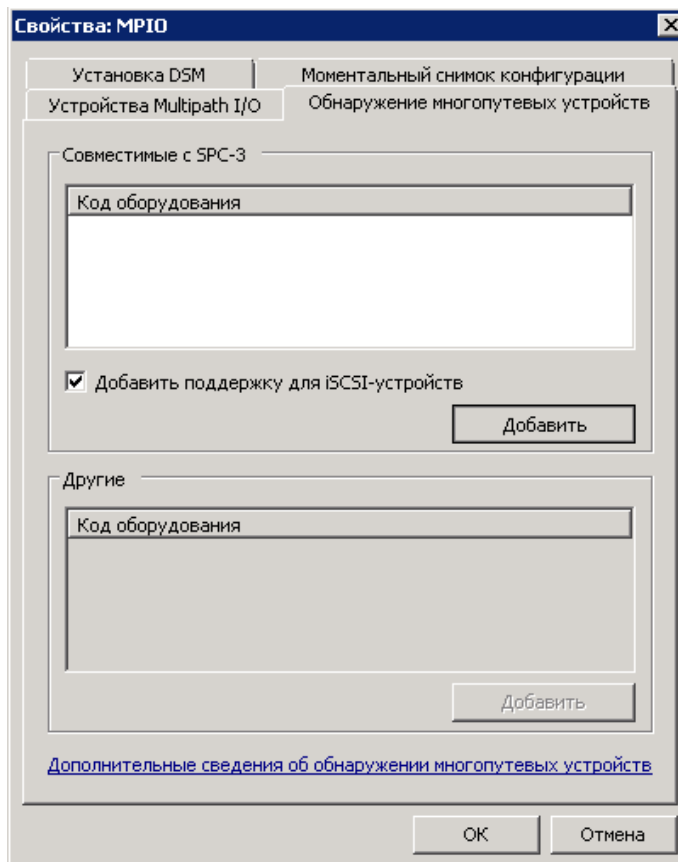 Свойства: MPIO
Установка DSM
Моментальный снимок конфигурации
Устройства Multipath I/O
Обнаружение многопутевых устройств
Совместимые с SPC-3
Код оборудования
Добавить поддержку для iSCSI-устройств
Добавить
Другие
Код оборудования
Добавить
Дополнительные сведения об обнаружении многопутевых устройств
ОК
Отмена